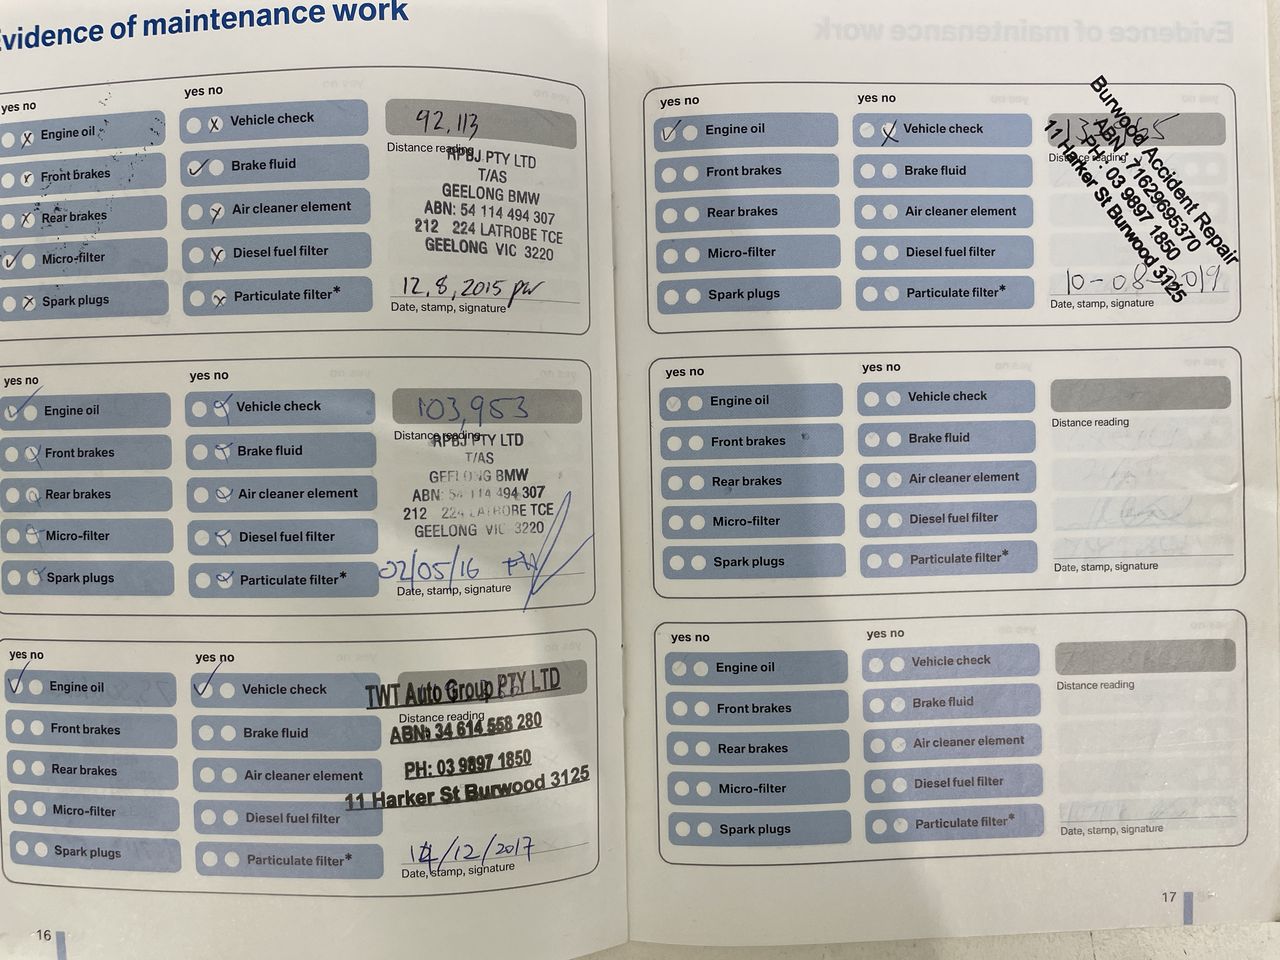 Evidence of maintenance work
yes no
yes no
Engine oil
Front brakes
Rear brakes
Micro-filter
Spark plugs
Vehicle check
Brake fluid
Air cleaner element
Diesel fuel filter
Particulate filter*
92,113
Distance reading
RPBJ PTY LTD
T/AS
GEELONG BMW
ABN: 54 114 494 307
212 224 LATROBE TCE
GEELONG VIC 3220
12,8,2015
Date, stamp, signature
yes no
yes no
Engine oil
Front brakes
Rear brakes
Micro-filter
Spark plugs
Vehicle check
Brake fluid
Air cleaner element
Diesel fuel filter
Particulate filter*
103,953
Distance reading
RPBJ PTY LTD
T/AS
GEELONG BMW
ABN: 54 114 494 307
212 224 LATROBE TCE
GEELONG VIC 3220
02/05/16
Date, stamp, signature
yes no
yes no
Engine oil
Front brakes
Rear brakes
Micro-filter
Spark plugs
Vehicle check
Brake fluid
Air cleaner element
Diesel fuel filter
Particulate filter*
TWT Auto Group PTY LTD
Distance reading
ABN: 34 614 558 280
PH: 03 9897 1850
11 Harker St Burwood 3125
14/12/2017
Date, stamp, signature
16
yes no
yes no
Engine oil
Front brakes
Rear brakes
Micro-filter
Spark plugs
Vehicle check
Brake fluid
Air cleaner element
Diesel fuel filter
Particulate filter*
Distance reading
Burwood Accident Repair
ABN: 71629695370
PH: 03 9897 1850
11 Harker St Burwood 3125
10-08-2019
Date, stamp, signature
yes no
yes no
Engine oil
Front brakes
Rear brakes
Micro-filter
Spark plugs
Vehicle check
Brake fluid
Air cleaner element
Diesel fuel filter
Particulate filter*
Distance reading
Date, stamp, signature
yes no
yes no
Engine oil
Front brakes
Rear brakes
Micro-filter
Spark plugs
Vehicle check
Brake fluid
Air cleaner element
Diesel fuel filter
Particulate filter*
Distance reading
Date, stamp, signature
17